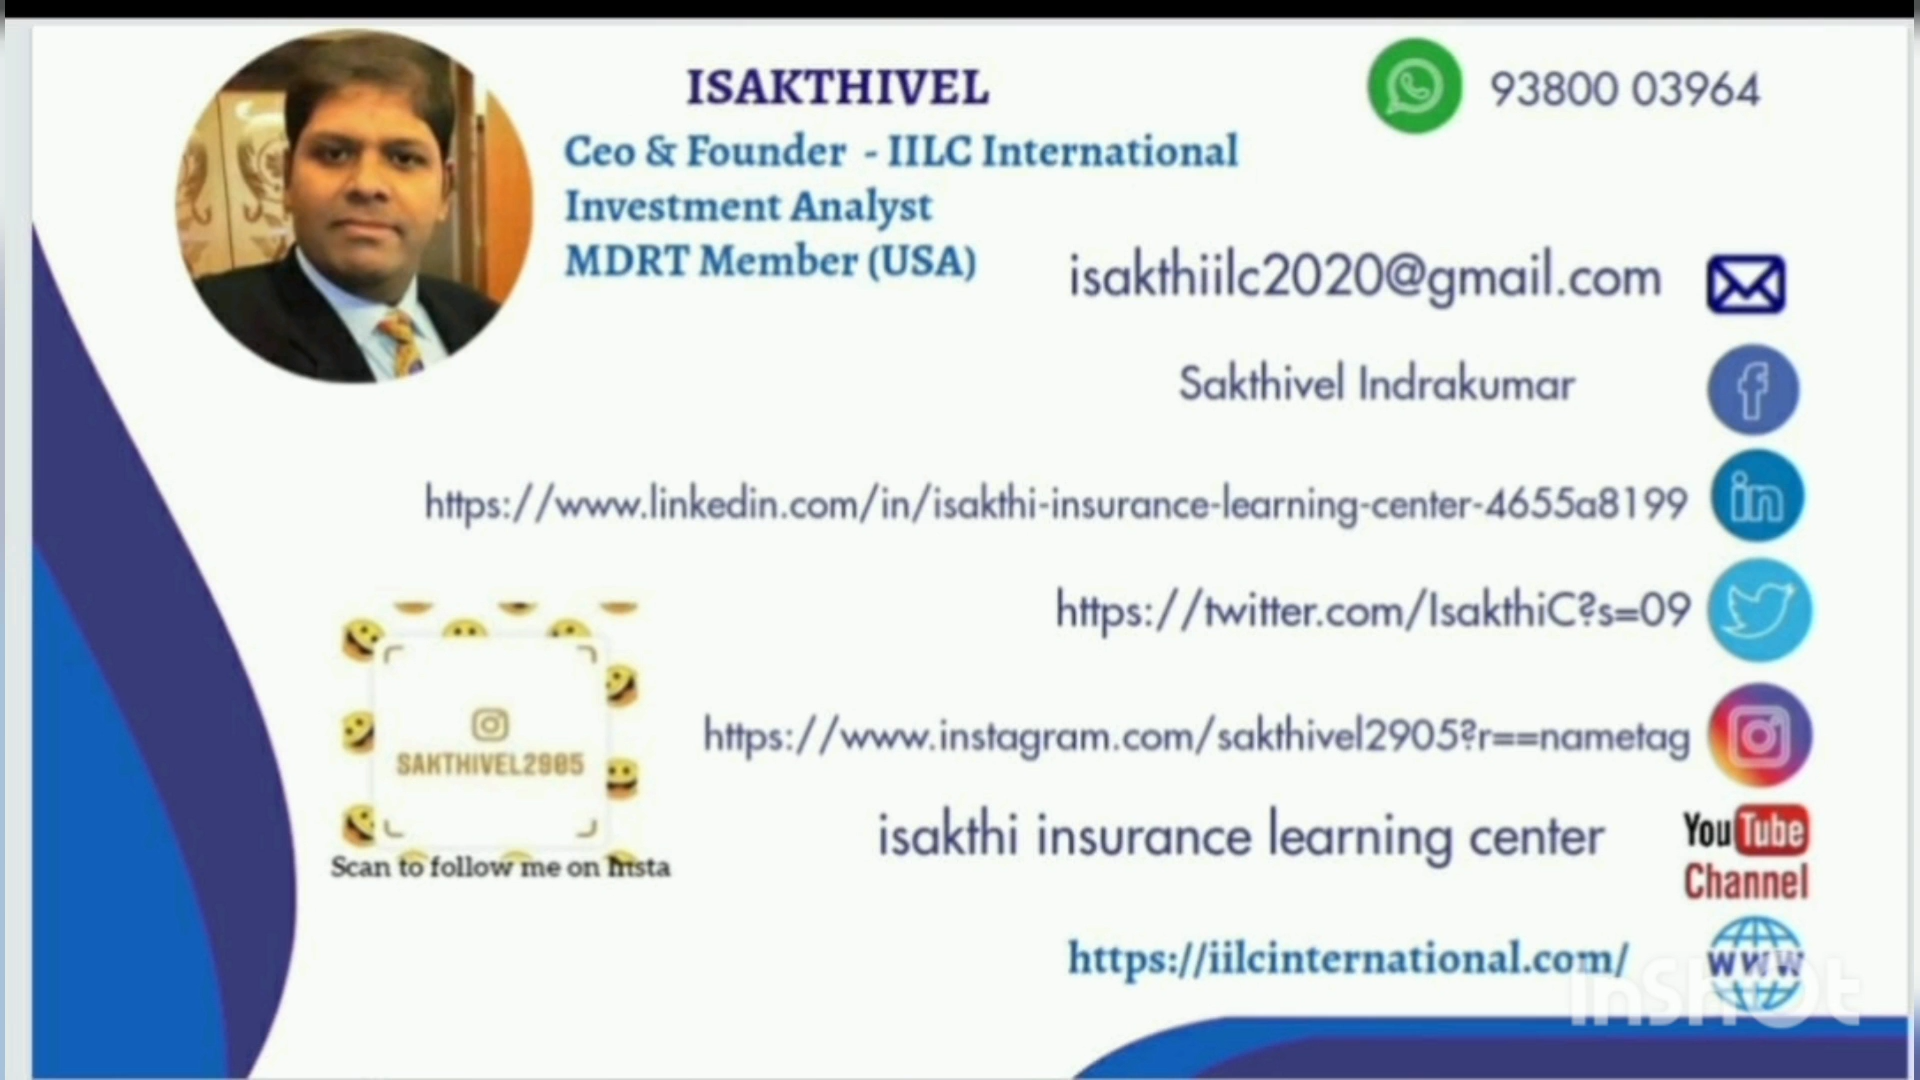 ISAKTHIVEL
93800 03964
Ceo & Founder - IILC International
Investment Analyst
MDRT Member (USA)
isakthiilc2020@gmail.com
Sakthivel Indrakumar
https://www.linkedin.com/in/isakthi-insurance-learning-center-4655a8199
in
https://twitter.com/IsakthiC?s=09
https://www.instagram.com/sakthivel2905?r==nametag
SAKTHIVEL2905
Scan to follow me on Insta
isakthi insurance learning center
YouTube
Channel
https://iilcinternational.com/
www
InShOt